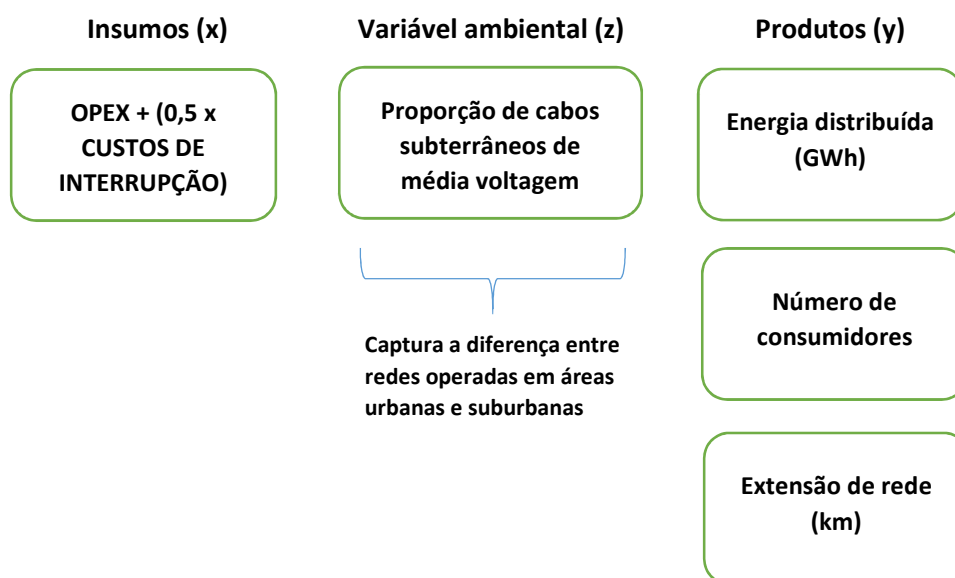 Insumos (x)
OPEX + (0,5 x
CUSTOS DE
INTERRUPÇÃO)
Variável ambiental (z)
Proporção de cabos
subterrâneos de
média voltagem
Captura a diferença entre
redes operadas em áreas
urbanas e suburbanas
Produtos (y)
Energia distribuída
(GWh)
Número de
consumidores
Extensão de rede
(km)